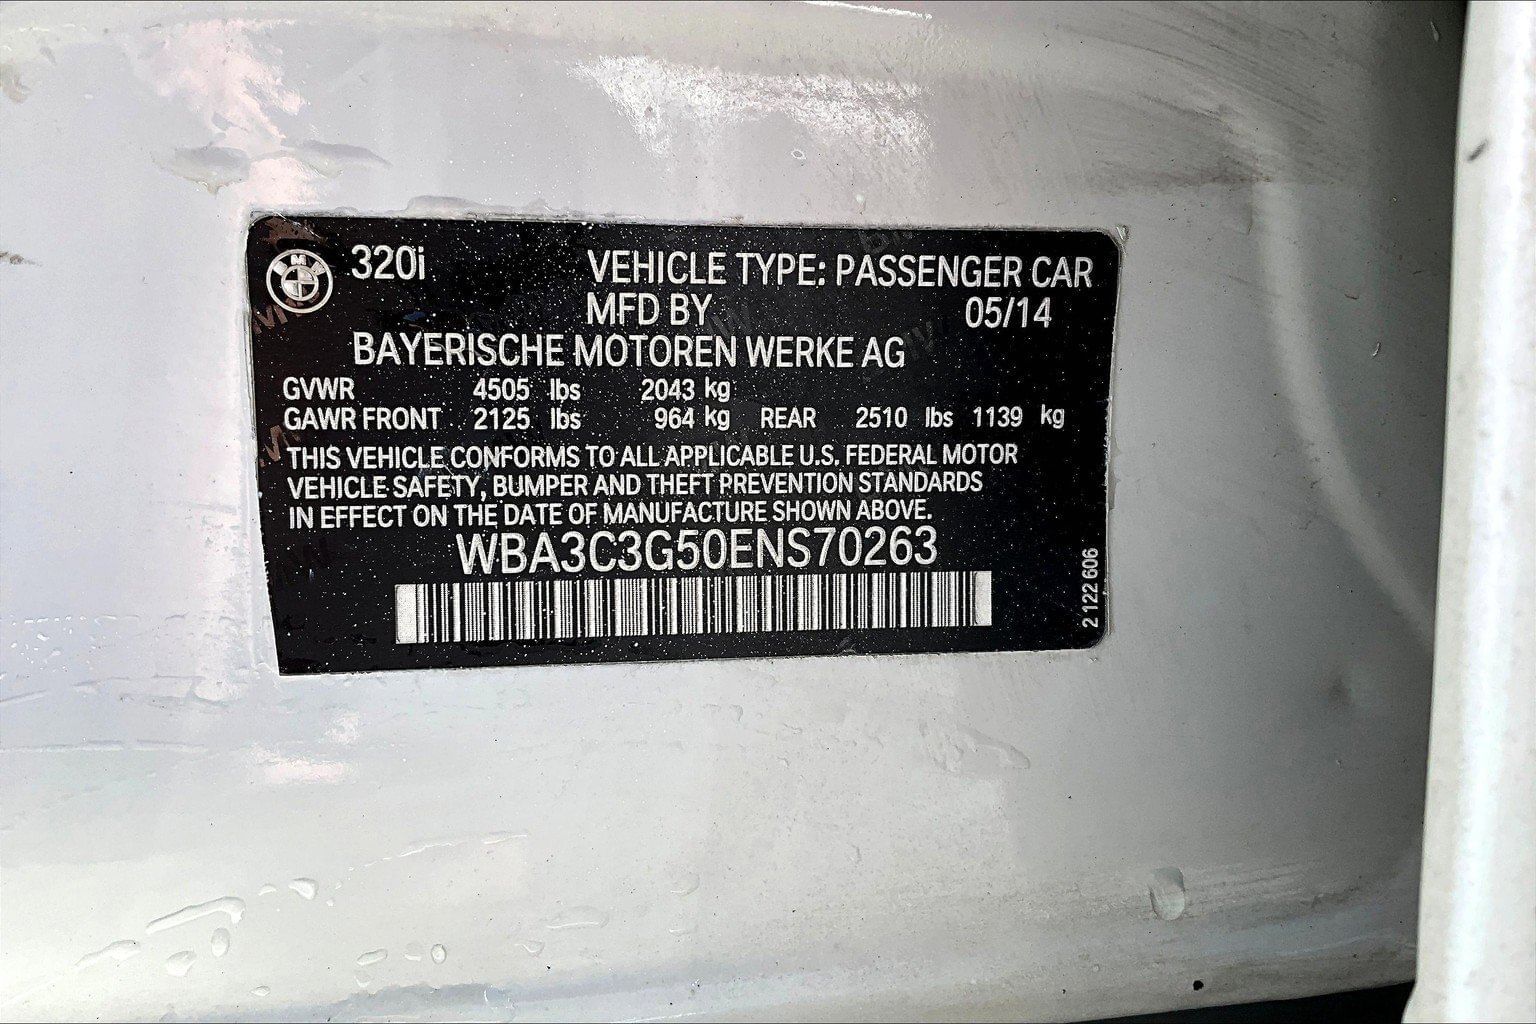 BMW 320i VEHICLE TYPE: PASSENGER CAR
MFD BY 05/14
BAYERISCHE MOTOREN WERKE AG
GVWR 4505 lbs 2043 kg
GAWR FRONT 2125 lbs 964 kg REAR 2510 lbs 1139 kg
THIS VEHICLE CONFORMS TO ALL APPLICABLE U.S. FEDERAL MOTOR
VEHICLE SAFETY, BUMPER AND THEFT PREVENTION STANDARDS
IN EFFECT ON THE DATE OF MANUFACTURE SHOWN ABOVE.
WBA3C3G50ENS70263
2 122 606